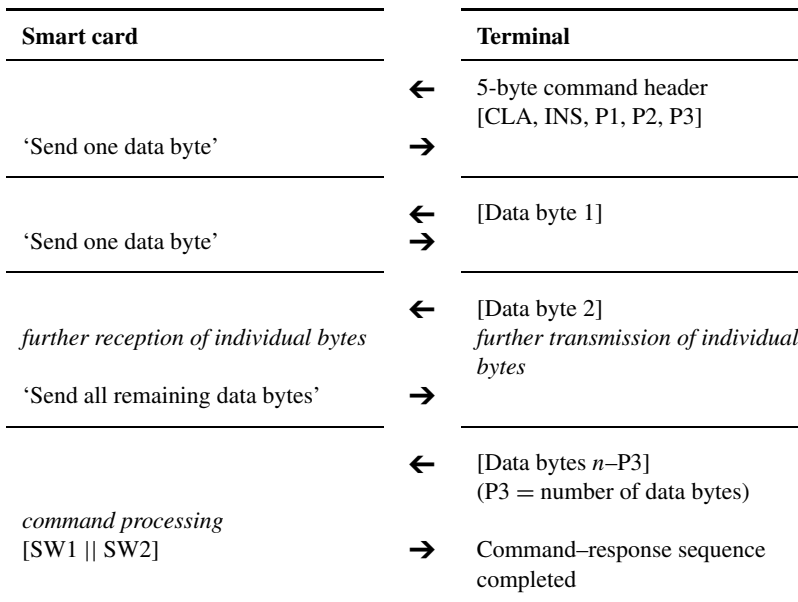 Smart card Terminal
← 5-byte command header
[CLA, INS, P1, P2, P3]
‘Send one data byte’ →
← [Data byte 1]
‘Send one data byte’ →
← [Data byte 2]
further reception of individual bytes further transmission of individual
bytes
‘Send all remaining data bytes’ →
← [Data bytes n–P3]
(P3 = number of data bytes)
command processing
[SW1 || SW2] → Command–response sequence
completed